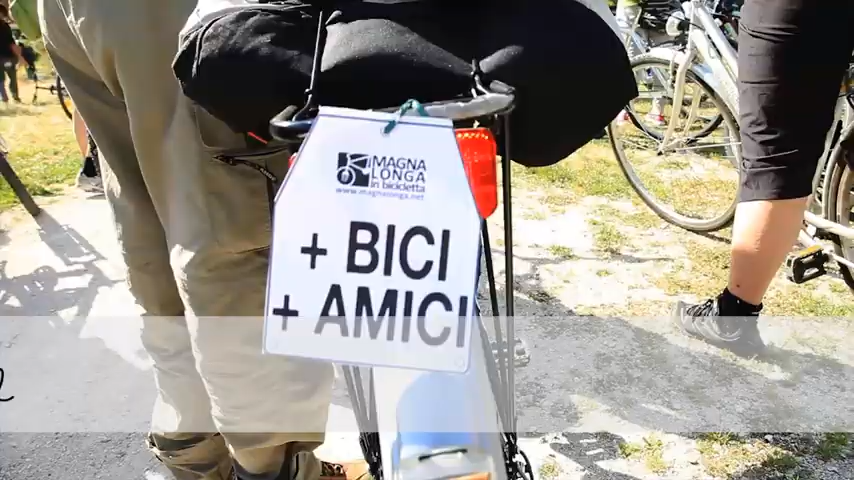 MAGNA
LONGA
in bicicletta
www.magnalonga.net
+ BICI
+ AMICI